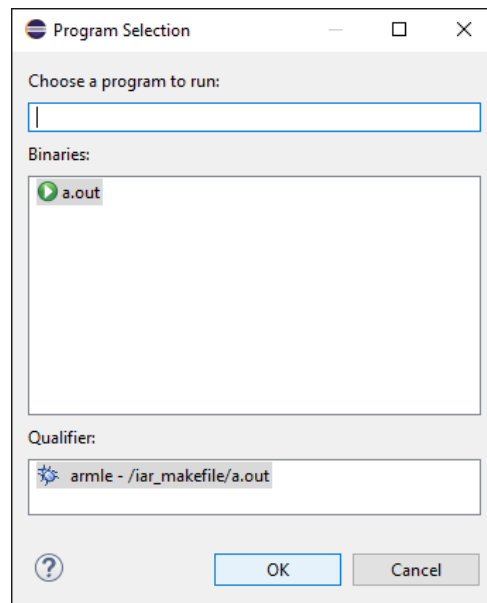 Program Selection
Choose a program to run:
Binaries:
a.out
Qualifier:
armle - /iar_makefile/a.out
?
OK Cancel